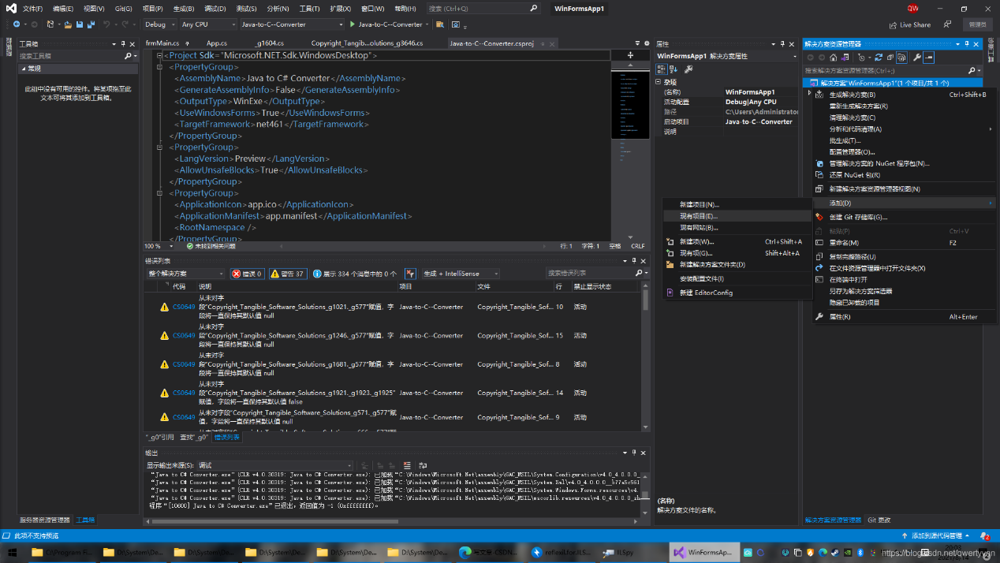 文件(F) 编辑(E) 视图(V) Git(G) 项目(P) 生成(B) 调试(D) 测试(S) 分析(N) 工具(T) 扩展(X) 窗口(W) 帮助(H) 搜索 (Ctrl+Q) WinFormsApp1 QW
Debug Any CPU Java-to-C--Converter Java-to-C--Converter Live Share 管理员
工具箱
搜索工具箱
常规
此组中没有可用的控件。将某项拖至此
文本可将其添加到工具箱。
服务器资源管理器 工具箱
frmMain.cs App.cs _g1604.cs Copyright_Tangib...olutions_g3646.cs Java-to-C--Converter.csproj
<Project Sdk="Microsoft.NET.Sdk.WindowsDesktop">
<PropertyGroup>
<AssemblyName>Java to C# Converter</AssemblyName>
<GenerateAssemblyInfo>False</GenerateAssemblyInfo>
<OutputType>WinExe</OutputType>
<UseWindowsForms>True</UseWindowsForms>
<TargetFramework>net461</TargetFramework>
</PropertyGroup>
<PropertyGroup>
<LangVersion>Preview</LangVersion>
<AllowUnsafeBlocks>True</AllowUnsafeBlocks>
</PropertyGroup>
<PropertyGroup>
<ApplicationIcon>app.ico</ApplicationIcon>
<ApplicationManifest>app.manifest</ApplicationManifest>
<RootNamespace />
</PropertyGroup>
100 % 未找到相关问题 行: 1 字符: 1 空格 CRLF
错误列表
整个解决方案 错误 0 警告 37 展示 334 个消息中的 0 个 生成 + IntelliSense 搜索错误列表
代码 说明 项目 文件 行 禁止显示状态
从未对字
CS0649 段"Copyright_Tangible_Software_Solutions_g1021._g577"赋值，字 Java-to-C--Converter Copyright_Tangible_Sof... 10 活动
段将一直保持其默认值 null
从未对字
CS0649 段"Copyright_Tangible_Software_Solutions_g1246._g577"赋值，字 Java-to-C--Converter Copyright_Tangible_Sof... 15 活动
段将一直保持其默认值 null
从未对字
CS0649 段"Copyright_Tangible_Software_Solutions_g1681._g577"赋值，字 Java-to-C--Converter Copyright_Tangible_Sof... 8 活动
段将一直保持其默认值 null
从未对字
CS0649 段"Copyright_Tangible_Software_Solutions_g1921._g1923._g1925" Java-to-C--Converter Copyright_Tangible_Sof... 14 活动
赋值，字段将一直保持其默认值 false
CS0649 从未对字段"Copyright_Tangible_Software_Solutions_g571._g577"赋 Java-to-C--Converter Copyright_Tangible_Sof... 9 活动
值，字段将一直保持其默认值 null
"_g0"引用 查找"_g0" 错误列表
输出
显示输出来源(S): 调试
"Java to C# Converter.exe" (CLR v4.0.30319: Java to C# Converter.exe): 已加载"C:\Windows\Microsoft.Net\assembly\GAC_MSIL\System.Configuration\v4.0_4.0.0.0_
"Java to C# Converter.exe" (CLR v4.0.30319: Java to C# Converter.exe): 已加载"C:\Windows\Microsoft.Net\assembly\GAC_MSIL\System.Xml\v4.0_4.0.0.0__b77a5c561
"Java to C# Converter.exe" (CLR v4.0.30319: Java to C# Converter.exe): 已加载"C:\Windows\Microsoft.Net\assembly\GAC_MSIL\System.Windows.Forms.resources\v4.
"Java to C# Converter.exe" (CLR v4.0.30319: Java to C# Converter.exe): 已加载"C:\Windows\Microsoft.Net\assembly\GAC_MSIL\mscorlib.resources\v4.0_4.0.0.0_zh
程序"[10600] Java to C# Converter.exe"已退出，返回值为 -1 (0xffffffff)。
属性
WinFormsApp1 解决方案属性
杂项
(名称) WinFormsApp1
活动配置 Debug|Any CPU
路径 C:\Users\Administrator
启动项目 Java-to-C--Converter
说明
(名称)
解决方案文件的名称。
新建项目(N)...
现有项目(E)...
现有网站(B)...
新建项(W)... Ctrl+Shift+A
现有项(G)... Shift+Alt+A
新建解决方案文件夹(D)
安装配置文件(I)
新建 EditorConfig
解决方案资源管理器
搜索解决方案资源管理器(Ctrl+;)
解决方案"WinFormsApp1"(1 个项目/共 1 个)
生成解决方案(B) Ctrl+Shift+B
重新生成解决方案(R)
清理解决方案(C)
分析和代码清理(A)
批生成(T)...
配置管理器(O)...
管理解决方案的 NuGet 程序包(N)...
还原 NuGet 包(R)
新建解决方案资源管理器视图(N)
添加(D)
创建 Git 存储库(G)...
粘贴(P) Ctrl+V
重命名(M) F2
复制完整路径(U)
在文件资源管理器中打开文件夹(X)
在终端中打开
另存为解决方案筛选器
隐藏已卸载的项目
属性(R) Alt+Enter
解决方案资源管理器 Git 更改
此项不支持预览 添加到源代码管理 2
C:\Program Fi... D:\System\De... D:\System\De... D:\System\De... D:\System\De... D:\System\De... 写文章-CSDN... reflexil.for.ILS... ILSpy WinFormsAp...
https://blog.csdn.net/qwertyyhn